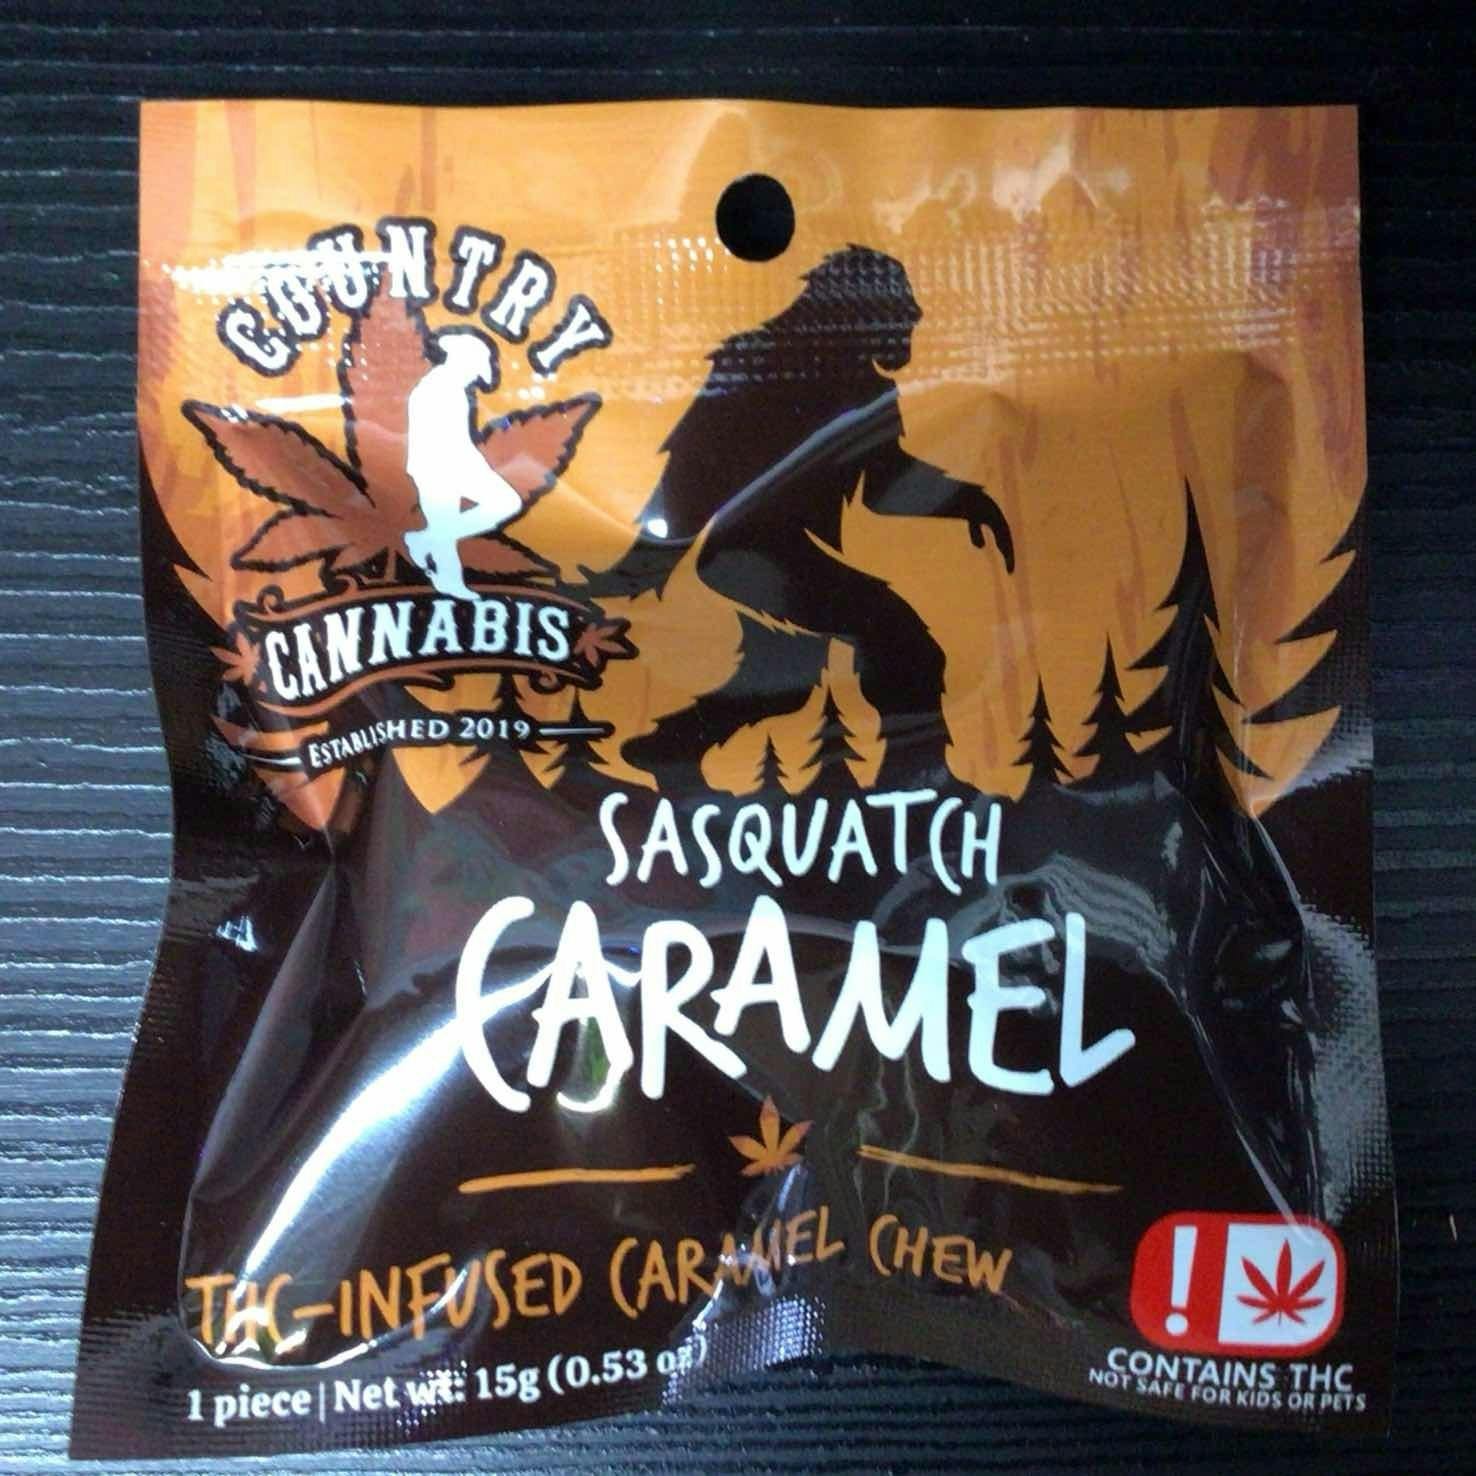 COUNTRY
CANNABIS
ESTABLISHED 2019
SASQUATCH
CARAMEL
THC-INFUSED CARAMEL CHEW
1 piece | Net wt: 15g (0.53 oz)
!
CONTAINS THC
NOT SAFE FOR KIDS OR PETS